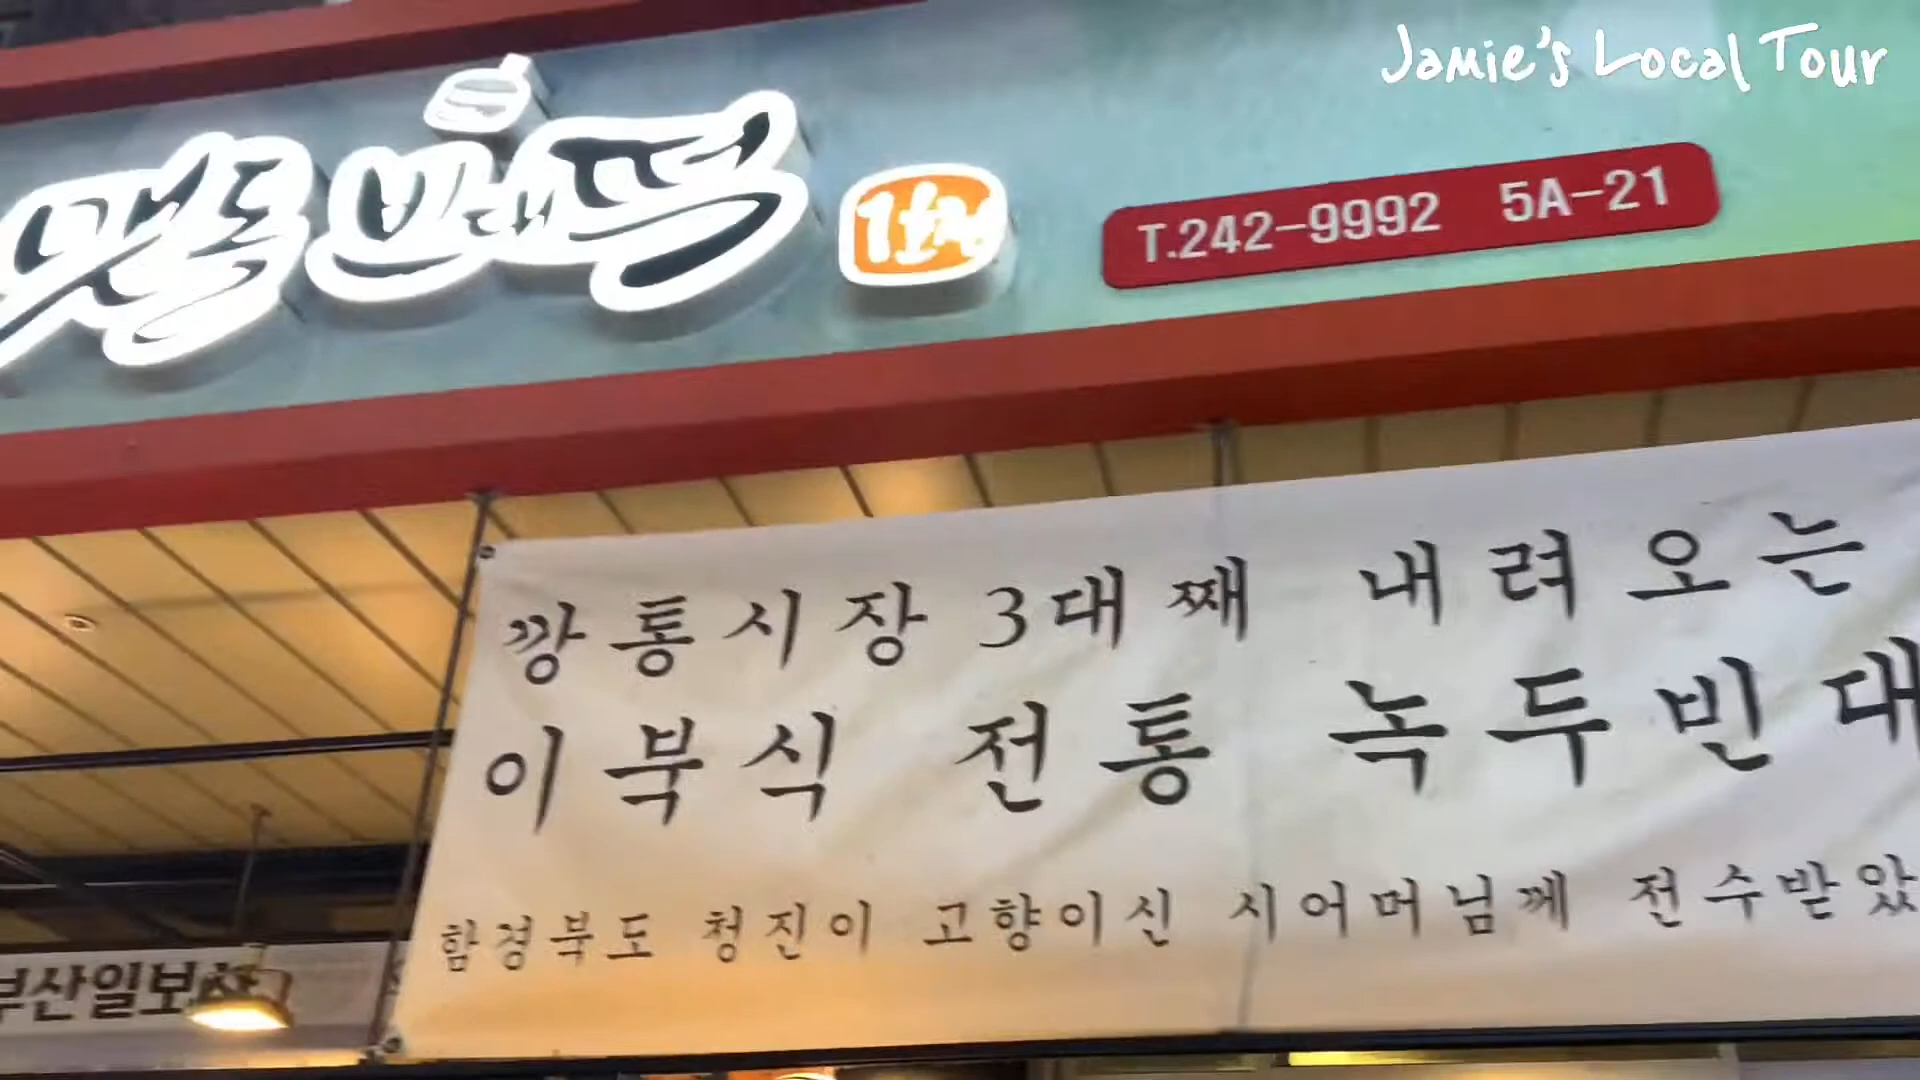 Jamie's Local Tour
맷돌빈대떡
T.242-9992 5A-21
깡통시장 3대째 내려오는
이북식 전통 녹두빈대
함경북도 청진이 고향이신 시어머님께 전수받았
부산일보